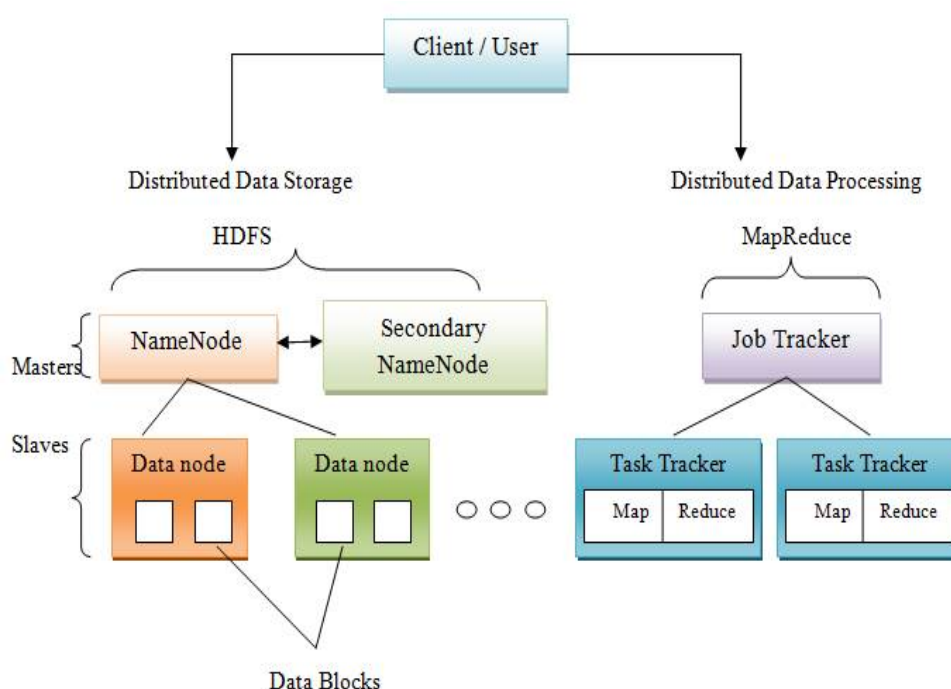 Client / User
Distributed Data Storage
Distributed Data Processing
HDFS
MapReduce
Masters
NameNode
Secondary
NameNode
Job Tracker
Slaves
Data node
Data node
Task Tracker
Map
Reduce
Task Tracker
Map
Reduce
Data Blocks